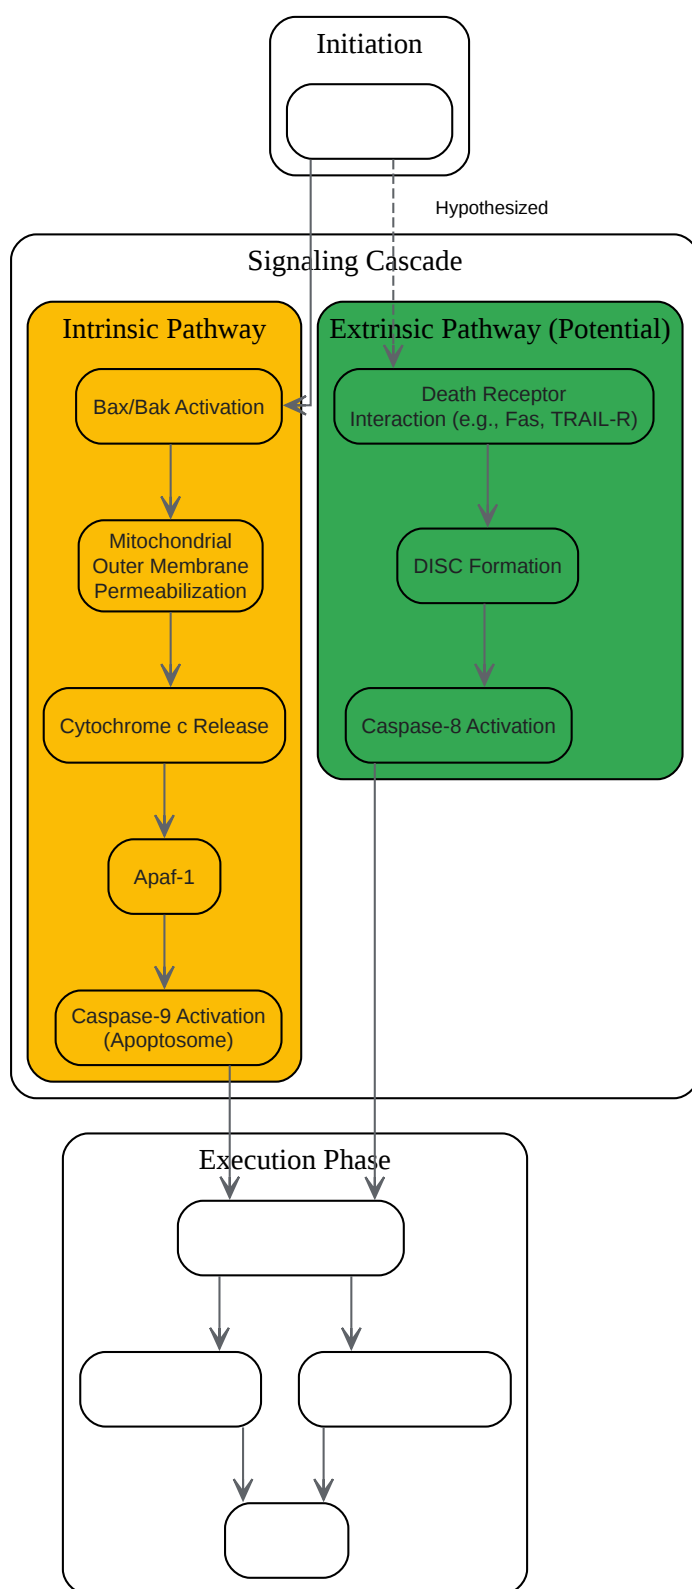 Initiation
Hypothesized
Signaling Cascade
Intrinsic Pathway
Bax/Bak Activation
Mitochondrial
Outer Membrane
Permeabilization
Cytochrome c Release
Apaf-1
Caspase-9 Activation
(Apoptosome)
Extrinsic Pathway (Potential)
Death Receptor
Interaction (e.g., Fas, TRAIL-R)
DISC Formation
Caspase-8 Activation
Execution Phase